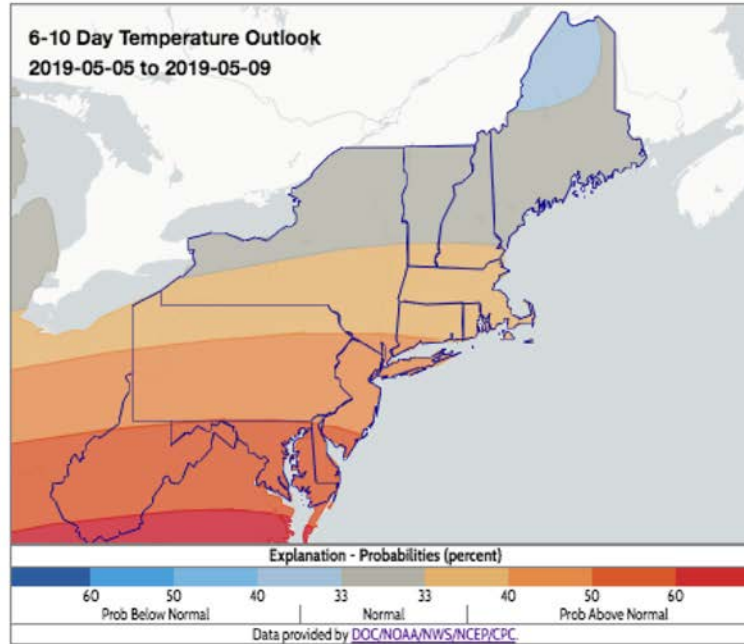 6-10 Day Temperature Outlook
2019-05-05 to 2019-05-09
Explanation - Probabilities (percent)
60 50 40 33 33 40 50 60
Prob Below Normal Normal Prob Above Normal
Data provided by DOC/NOAA/NWS/NCEP/CPC